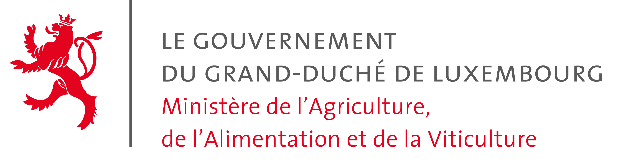 LE GOUVERNEMENT
DU GRAND-DUCHÉ DE LUXEMBOURG
Ministère de l'Agriculture,
de l'Alimentation et de la Viticulture